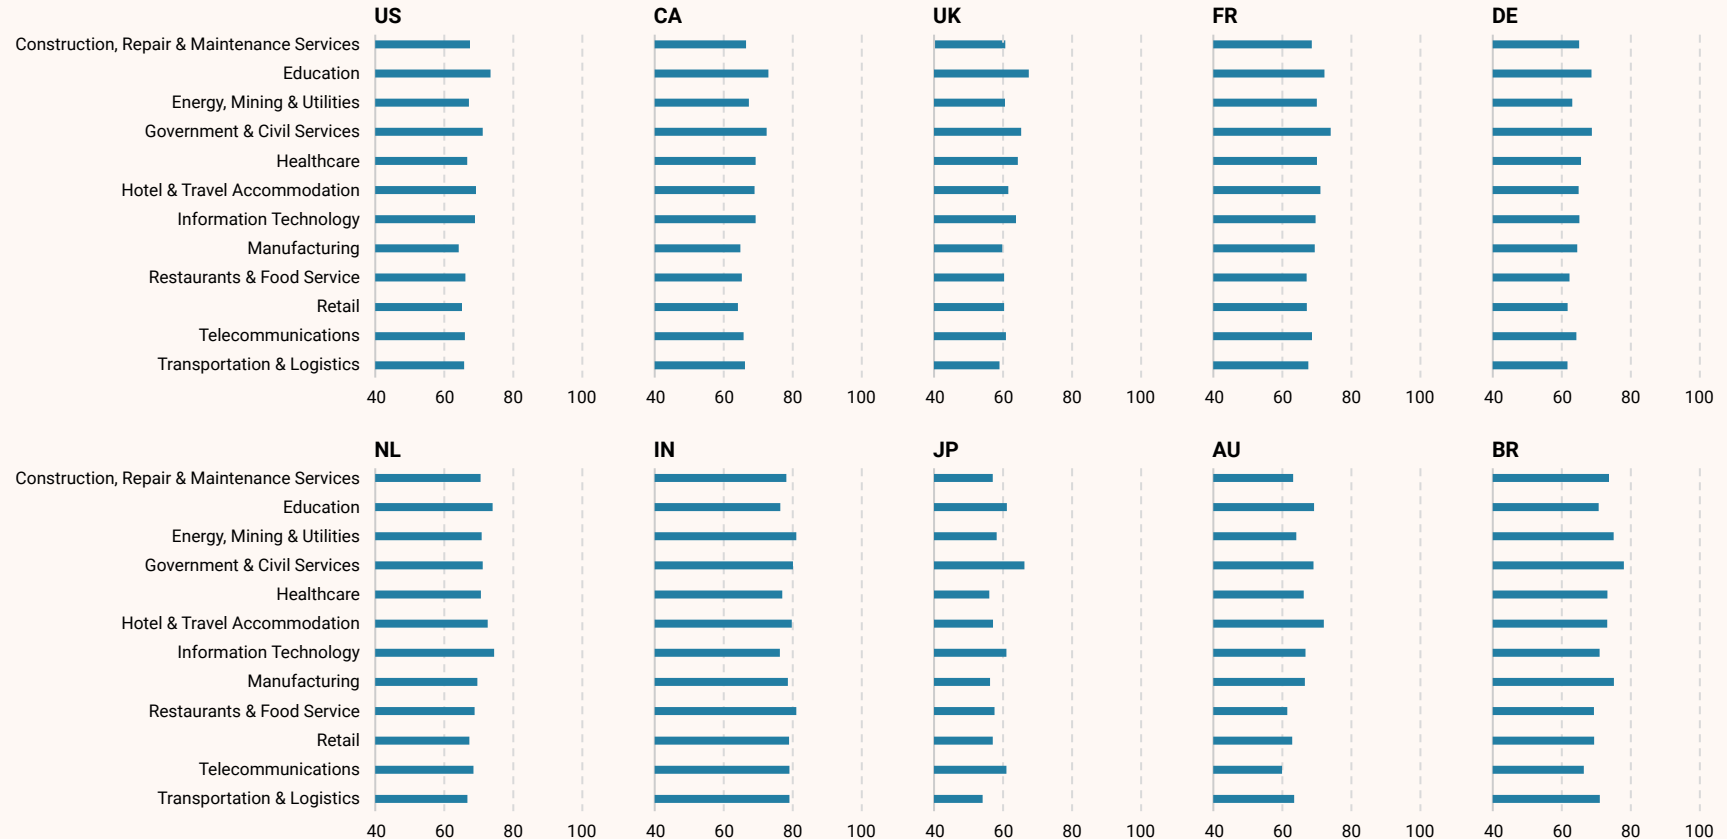 US CA UK FR DE
Construction, Repair & Maintenance Services
Education
Energy, Mining & Utilities
Government & Civil Services
Healthcare
Hotel & Travel Accommodation
Information Technology
Manufacturing
Restaurants & Food Service
Retail
Telecommunications
Transportation & Logistics
40 60 80 100 40 60 80 100 40 60 80 100 40 60 80 100 40 60 80 100
NL IN JP AU BR
Construction, Repair & Maintenance Services
Education
Energy, Mining & Utilities
Government & Civil Services
Healthcare
Hotel & Travel Accommodation
Information Technology
Manufacturing
Restaurants & Food Service
Retail
Telecommunications
Transportation & Logistics
40 60 80 100 40 60 80 100 40 60 80 100 40 60 80 100 40 60 80 100